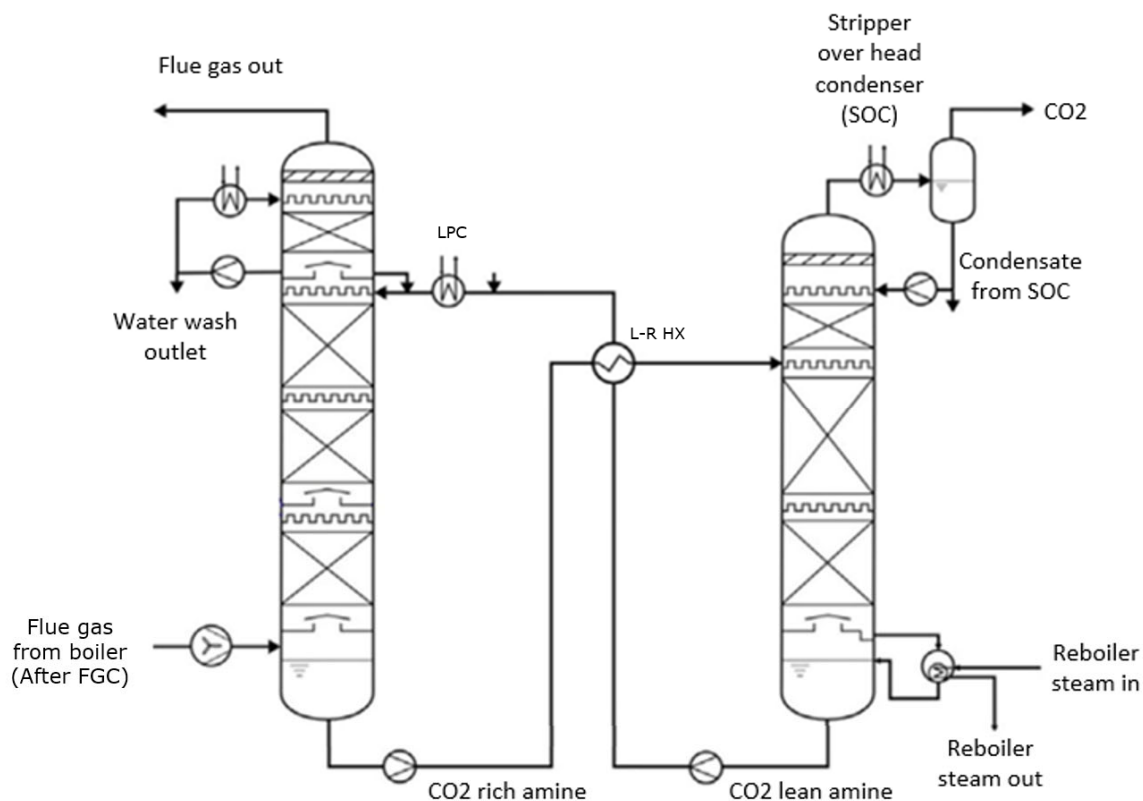 Stripper
over head
condenser
(SOC)
Flue gas out
CO2
LPC
Condensate
from SOC
Water wash
outlet
L-R HX
Flue gas
from boiler
(After FGC)
Reboiler
steam in
Reboiler
steam out
CO2 rich amine
CO2 lean amine